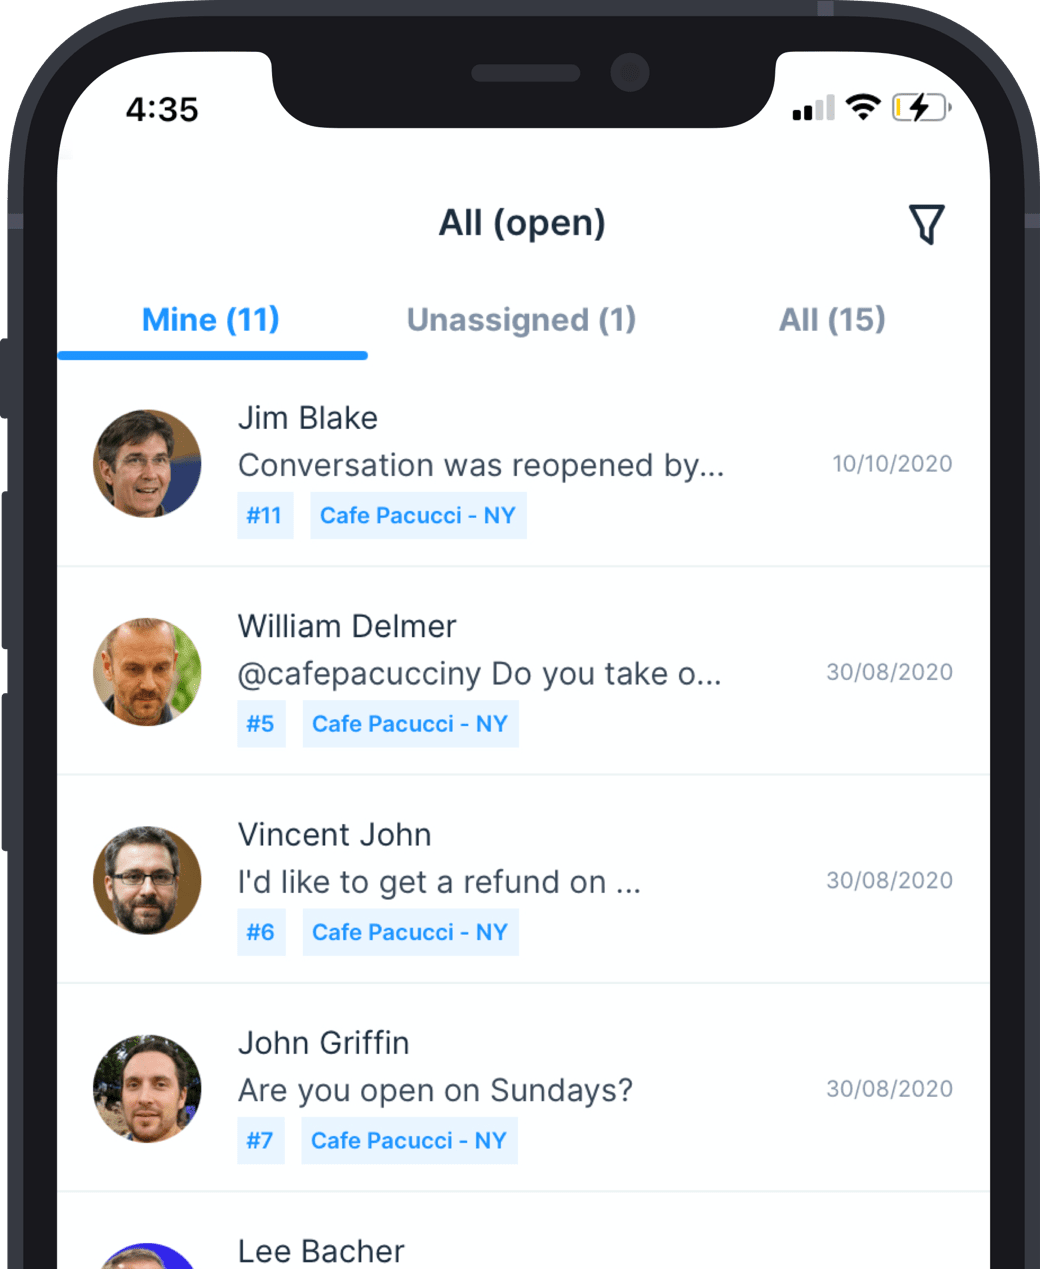 4:35
All (open)
Mine (11) Unassigned (1) All (15)
Jim Blake
Conversation was reopened by...
10/10/2020
#11 Cafe Pacucci - NY
William Delmer
@cafepacucciny Do you take o...
30/08/2020
#5 Cafe Pacucci - NY
Vincent John
I'd like to get a refund on ...
30/08/2020
#6 Cafe Pacucci - NY
John Griffin
Are you open on Sundays?
30/08/2020
#7 Cafe Pacucci - NY
Lee Bacher